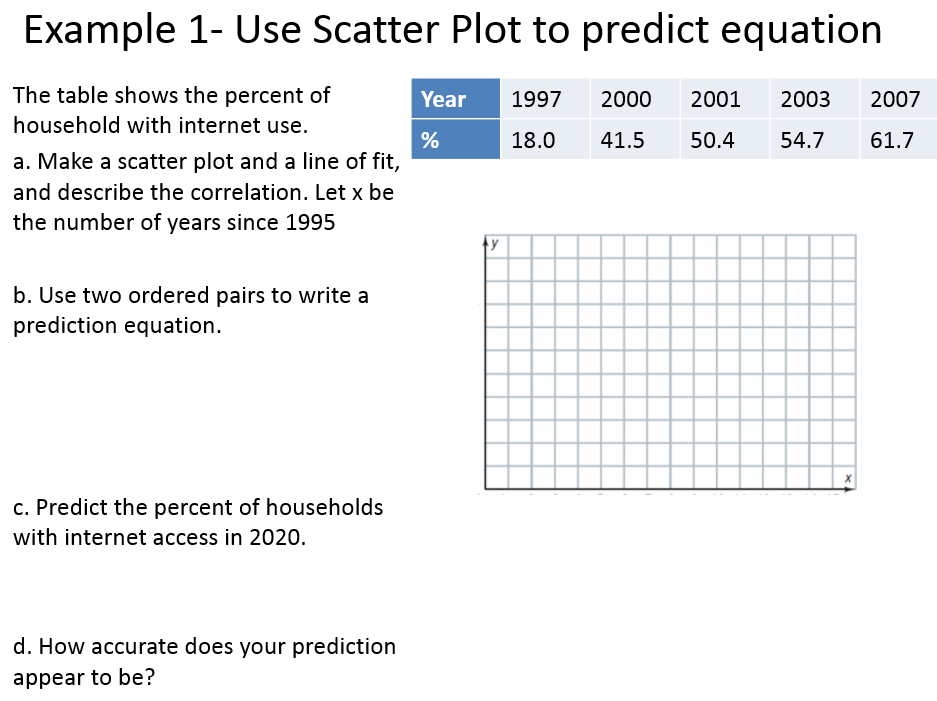 Example 1- Use Scatter Plot to predict equation
The table shows the percent of
household with internet use.
a. Make a scatter plot and a line of fit,
and describe the correlation. Let x be
the number of years since 1995
Year 1997 2000 2001 2003 2007
% 18.0 41.5 50.4 54.7 61.7
y
x
b. Use two ordered pairs to write a
prediction equation.
c. Predict the percent of households
with internet access in 2020.
d. How accurate does your prediction
appear to be?